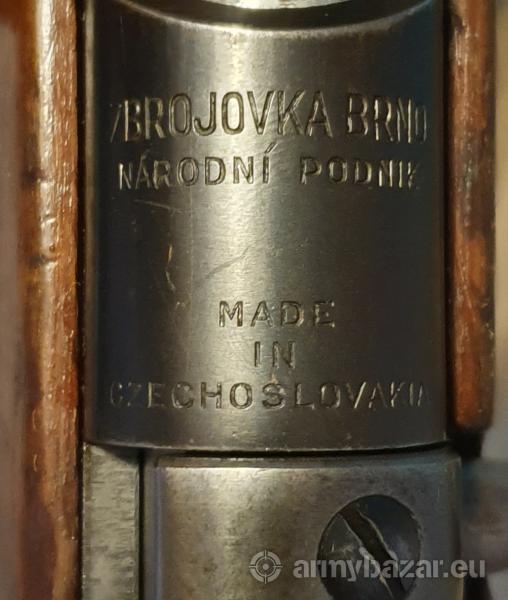 ZBROJOVKA BRNO
NÁRODNÍ PODNIK
MADE
IN
CZECHOSLOVAKIA
armybazar.eu